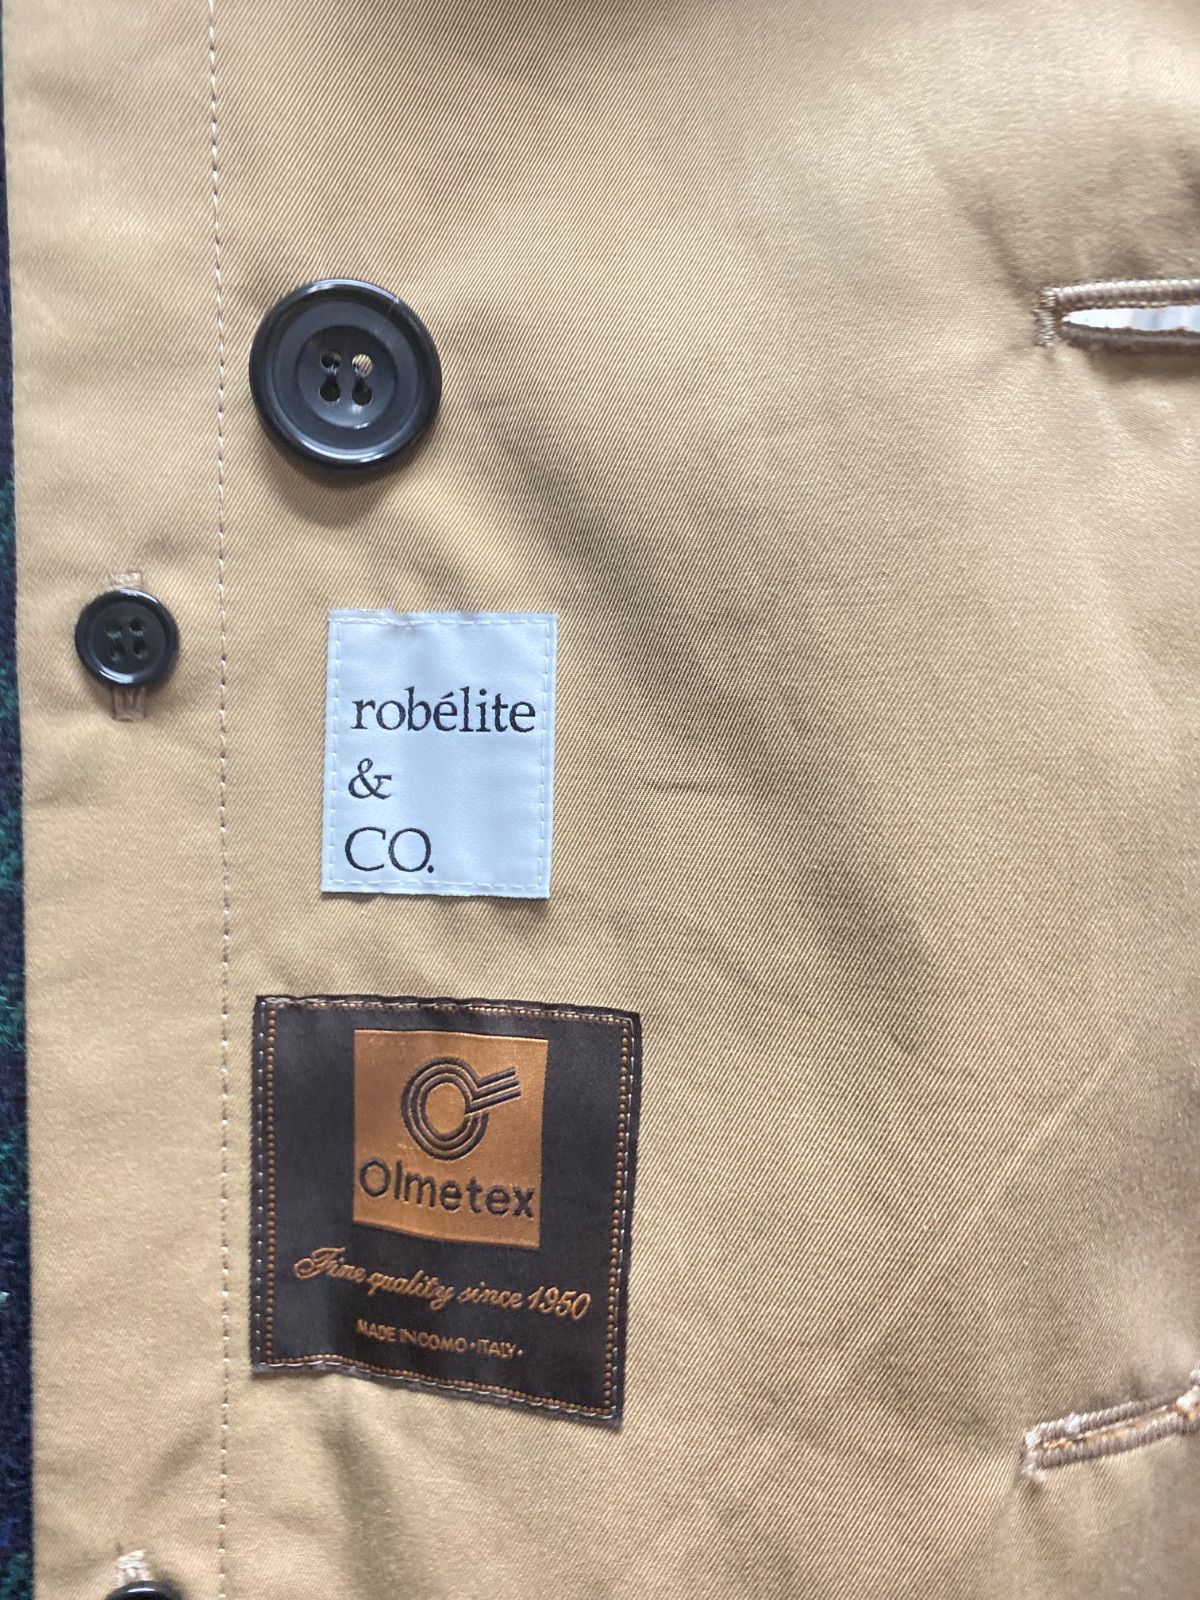 robélite
&
CO.
Olmetex
Fine quality since 1950
MADE IN COMO • ITALY •